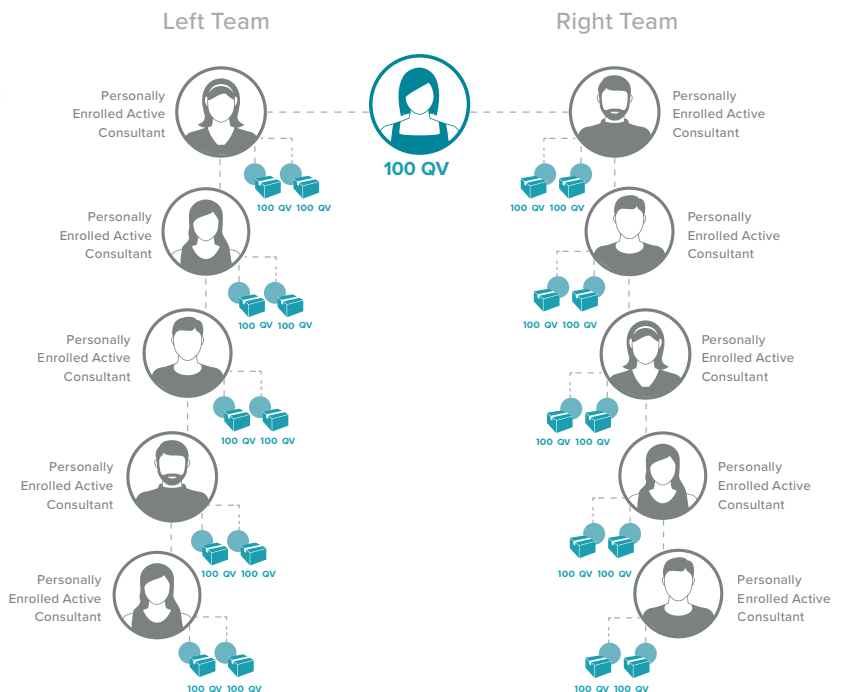 Left Team
Right Team
100 QV
Personally
Enrolled Active
Consultant
100 QV 100 QV
Personally
Enrolled Active
Consultant
100 QV 100 QV
Personally
Enrolled Active
Consultant
100 QV 100 QV
Personally
Enrolled Active
Consultant
100 QV 100 QV
Personally
Enrolled Active
Consultant
100 QV 100 QV
Personally
Enrolled Active
Consultant
100 QV 100 QV
Personally
Enrolled Active
Consultant
100 QV 100 QV
Personally
Enrolled Active
Consultant
100 QV 100 QV
Personally
Enrolled Active
Consultant
100 QV 100 QV
Personally
Enrolled Active
Consultant
100 QV 100 QV